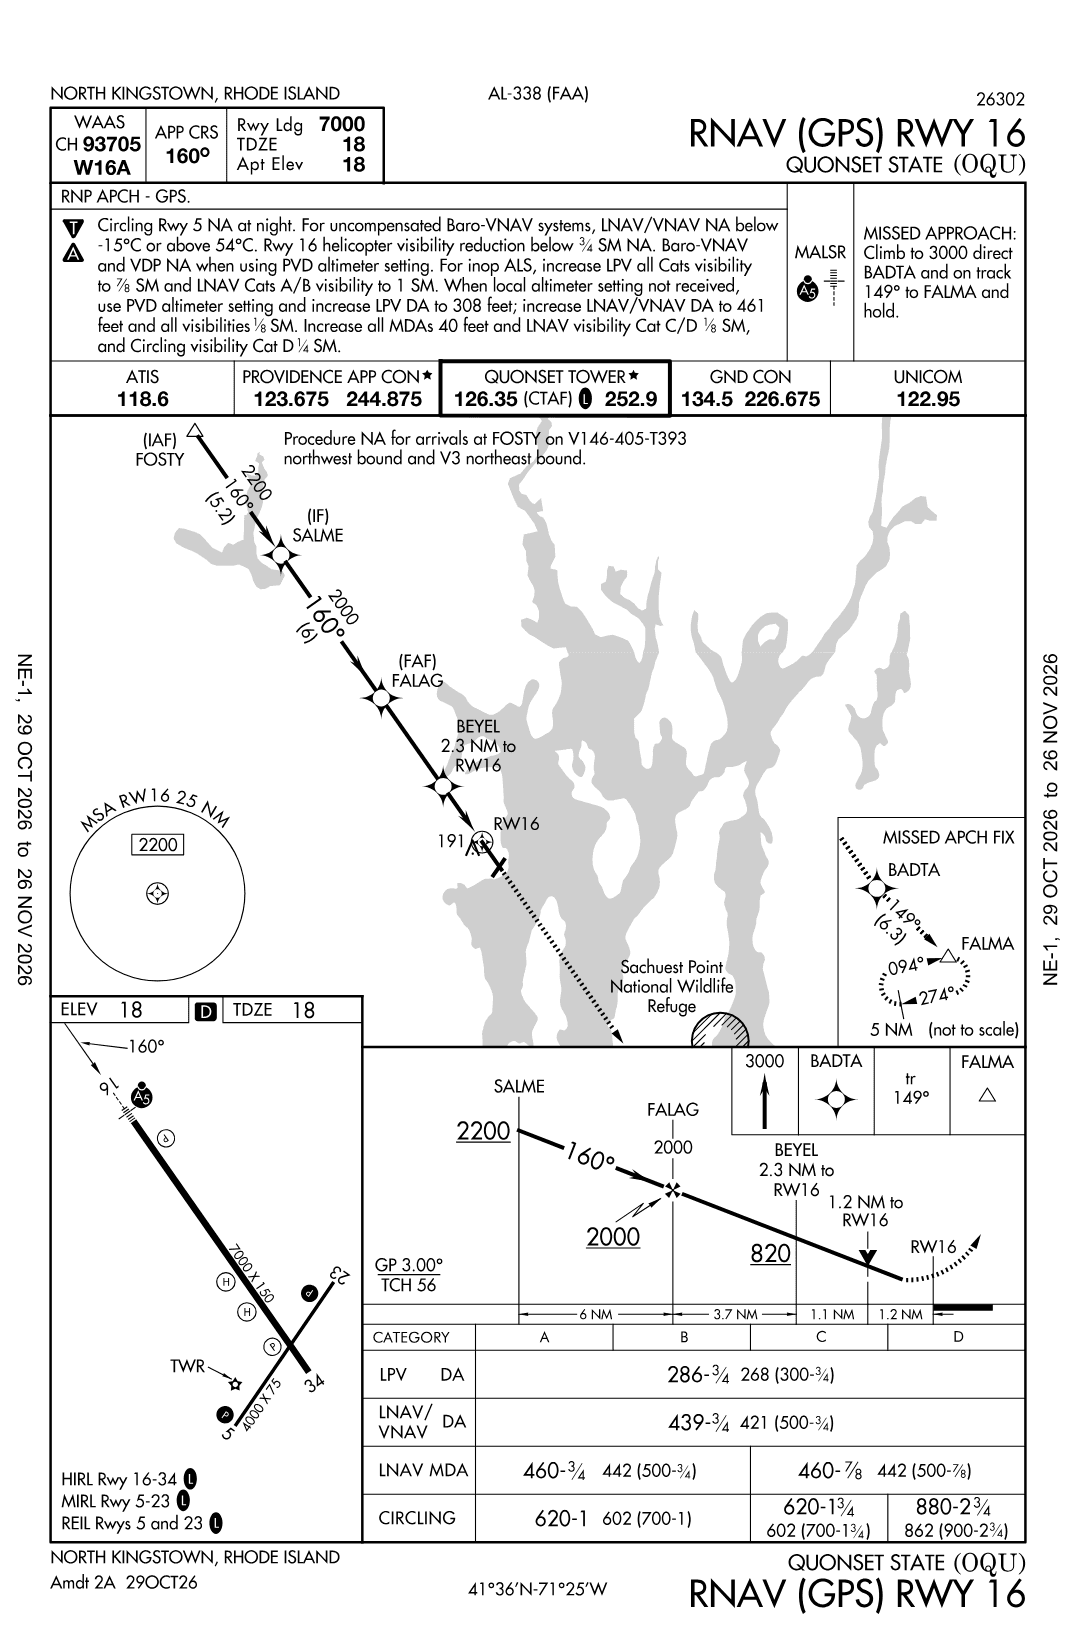 NORTH KINGSTOWN, RHODE ISLAND
AL-338 (FAA)
26302
WAAS
CH 93705
W16A
APP CRS
160°
Rwy Ldg 7000
TDZE 18
Apt Elev 18
RNAV (GPS) RWY 16
QUONSET STATE (OQU)
RNP APCH - GPS.
T
A
Circling Rwy 5 NA at night. For uncompensated Baro-VNAV systems, LNAV/VNAV NA below
-15°C or above 54°C. Rwy 16 helicopter visibility reduction below ¾ SM NA. Baro-VNAV
and VDP NA when using PVD altimeter setting. For inop ALS, increase LPV all Cats visibility
to ⅞ SM and LNAV Cats A/B visibility to 1 SM. When local altimeter setting not received,
use PVD altimeter setting and increase LPV DA to 308 feet; increase LNAV/VNAV DA to 461
feet and all visibilities ⅛ SM. Increase all MDAs 40 feet and LNAV visibility Cat C/D ⅛ SM,
and Circling visibility Cat D ¼ SM.
MALSR
A5
MISSED APPROACH:
Climb to 3000 direct
BADTA and on track
149° to FALMA and
hold.
ATIS
118.6
PROVIDENCE APP CON★
123.675 244.875
QUONSET TOWER★
126.35 (CTAF) L 252.9
GND CON
134.5 226.675
UNICOM
122.95
(IAF)
FOSTY
Procedure NA for arrivals at FOSTY on V146-405-T393
northwest bound and V3 northeast bound.
2200
160°
(5.2)
(IF)
SALME
2000
160°
(6)
(FAF)
FALAG
BEYEL
2.3 NM to
RW16
RW16
191
MSA RW16 25 NM
2200
Sachuest Point
National Wildlife
Refuge
MISSED APCH FIX
BADTA
149°
(6.3)
FALMA
094°
274°
5 NM (not to scale)
NE-1, 29 OCT 2026 to 26 NOV 2026
NE-1, 29 OCT 2026 to 26 NOV 2026
ELEV 18
D
TDZE 18
160°
16
A5
P
7000 X 150
H
H
23
P
P
TWR
34
4000 X 75
P
5
HIRL Rwy 16-34 L
MIRL Rwy 5-23 L
REIL Rwys 5 and 23 L
3000
BADTA
tr
149°
FALMA
SALME
2200
160°
FALAG
2000
2000
BEYEL
2.3 NM to
RW16
820
1.2 NM to
RW16
RW16
GP 3.00°
TCH 56
6 NM
3.7 NM
1.1 NM
1.2 NM
CATEGORY A B C D
LPV DA 286-¾ 268 (300-¾)
LNAV/
VNAV DA 439-¾ 421 (500-¾)
LNAV MDA 460-¾ 442 (500-¾) 460-⅞ 442 (500-⅞)
CIRCLING 620-1 602 (700-1)
620-1¾
602 (700-1¾)
880-2¾
862 (900-2¾)
NORTH KINGSTOWN, RHODE ISLAND
Amdt 2A 29OCT26
41°36'N-71°25'W
QUONSET STATE (OQU)
RNAV (GPS) RWY 16